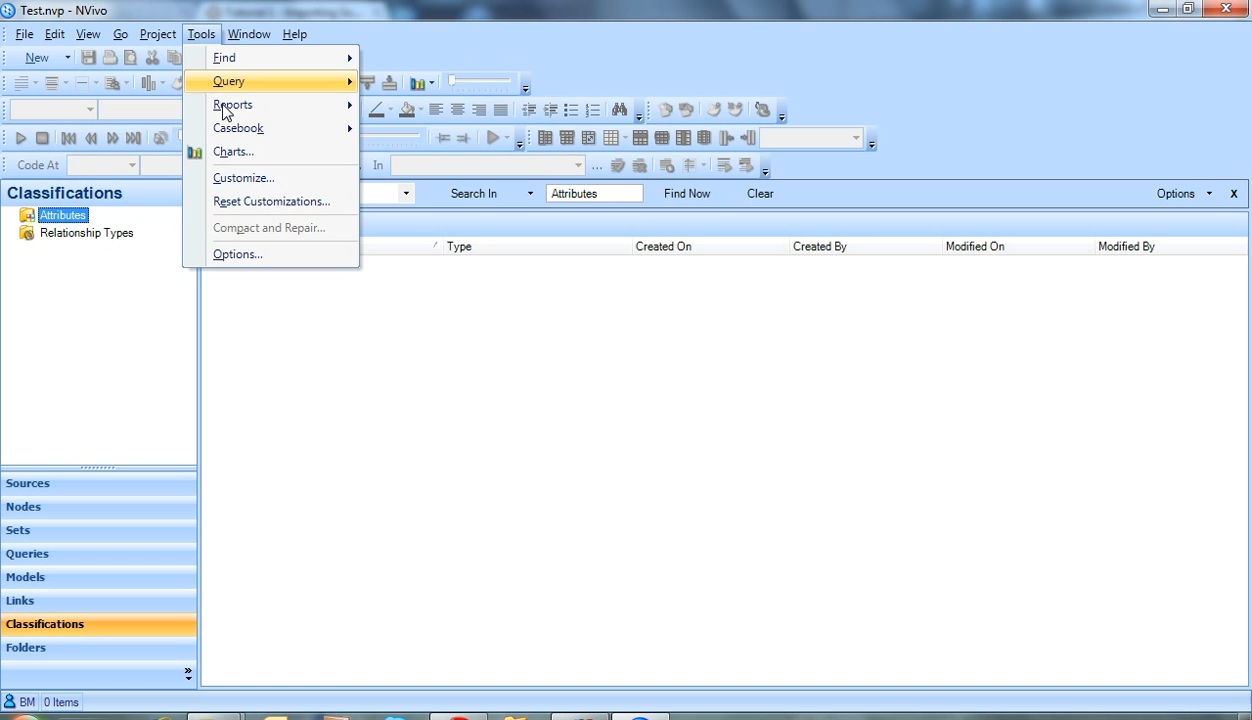 Test.nvp - NVivo
File Edit View Go Project Tools Window Help
New
Find
Query
Reports
Casebook
Charts...
Customize...
Reset Customizations...
Compact and Repair...
Options...
Code At In ...
Classifications
Search In Attributes Find Now Clear Options X
Attributes
Relationship Types
Type Created On Created By Modified On Modified By
Sources
Nodes
Sets
Queries
Models
Links
Classifications
Folders
BM 0 Items